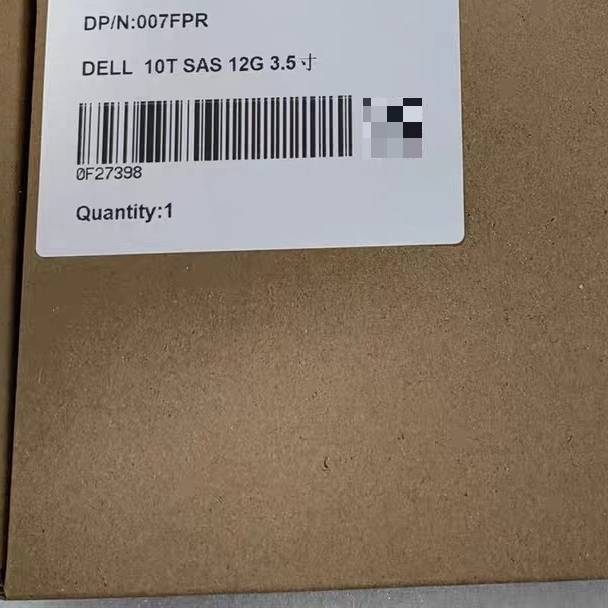 DP/N:007FPR
DELL 10T SAS 12G 3.5寸
0F27398
Quantity:1